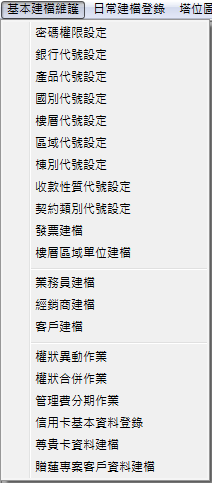 基本建檔維護 日常建檔登錄 塔位
密碼權限設定
銀行代號設定
產品代號設定
國別代號設定
樓層代號設定
區域代號設定
棟別代號設定
收款性質代號設定
契約類別代號設定
發票建檔
樓層區域單位建檔
業務員建檔
經銷商建檔
客戶建檔
權狀異動作業
權狀合併作業
管理費分期作業
信用卡基本資料登錄
尊貴卡資料建檔
贈蓮專案客戶資料建檔